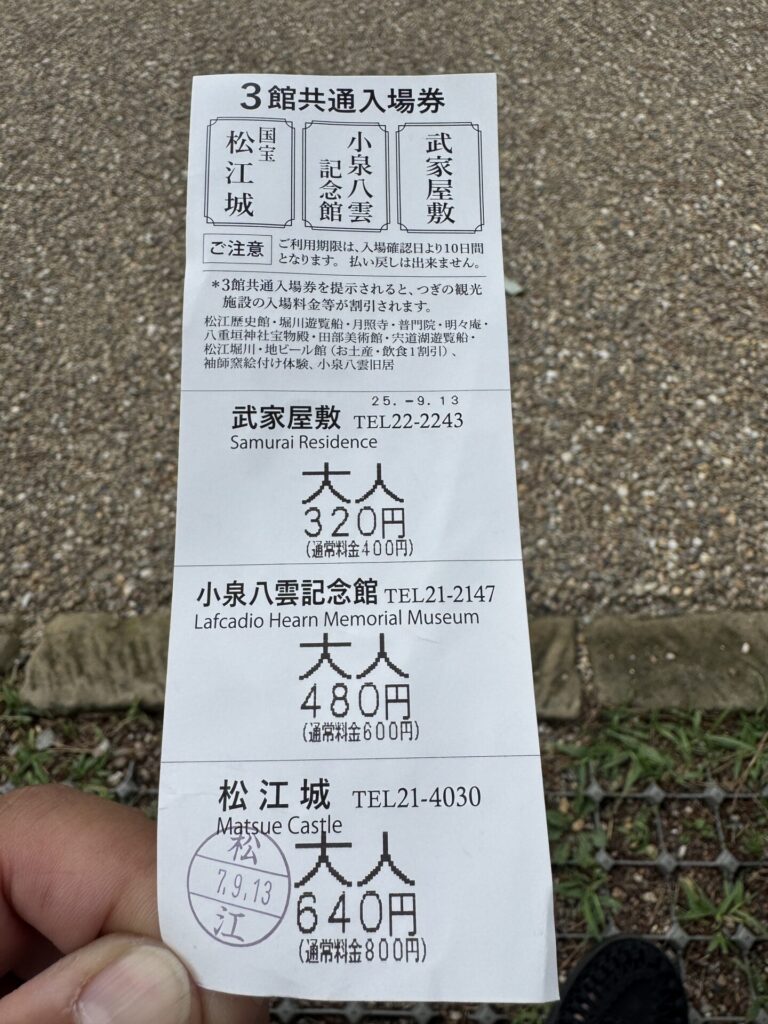 3館共通入場券
国宝
松江城
小泉八雲
記念館
武家屋敷
ご注意
ご利用期限は、入場確認日より10日間
となります。払い戻しは出来ません。
*3館共通入場券を提示されると、つぎの観光
施設の入場料金等が割引されます。
松江歴史館・堀川遊覧船・月照寺・普門院・明々庵・
八重垣神社宝物殿・田部美術館・宍道湖遊覧船・
松江堀川・地ビール館(お土産・飲食1割引)、
袖師窯絵付け体験、小泉八雲旧居
25.-9.13
武家屋敷 TEL22-2243
Samurai Residence
大人
320円
(通常料金400円)
小泉八雲記念館 TEL21-2147
Lafcadio Hearn Memorial Museum
大人
480円
(通常料金600円)
松江城 TEL21-4030
Matsue Castle
大人
640円
(通常料金800円)
松
7.9.13
江